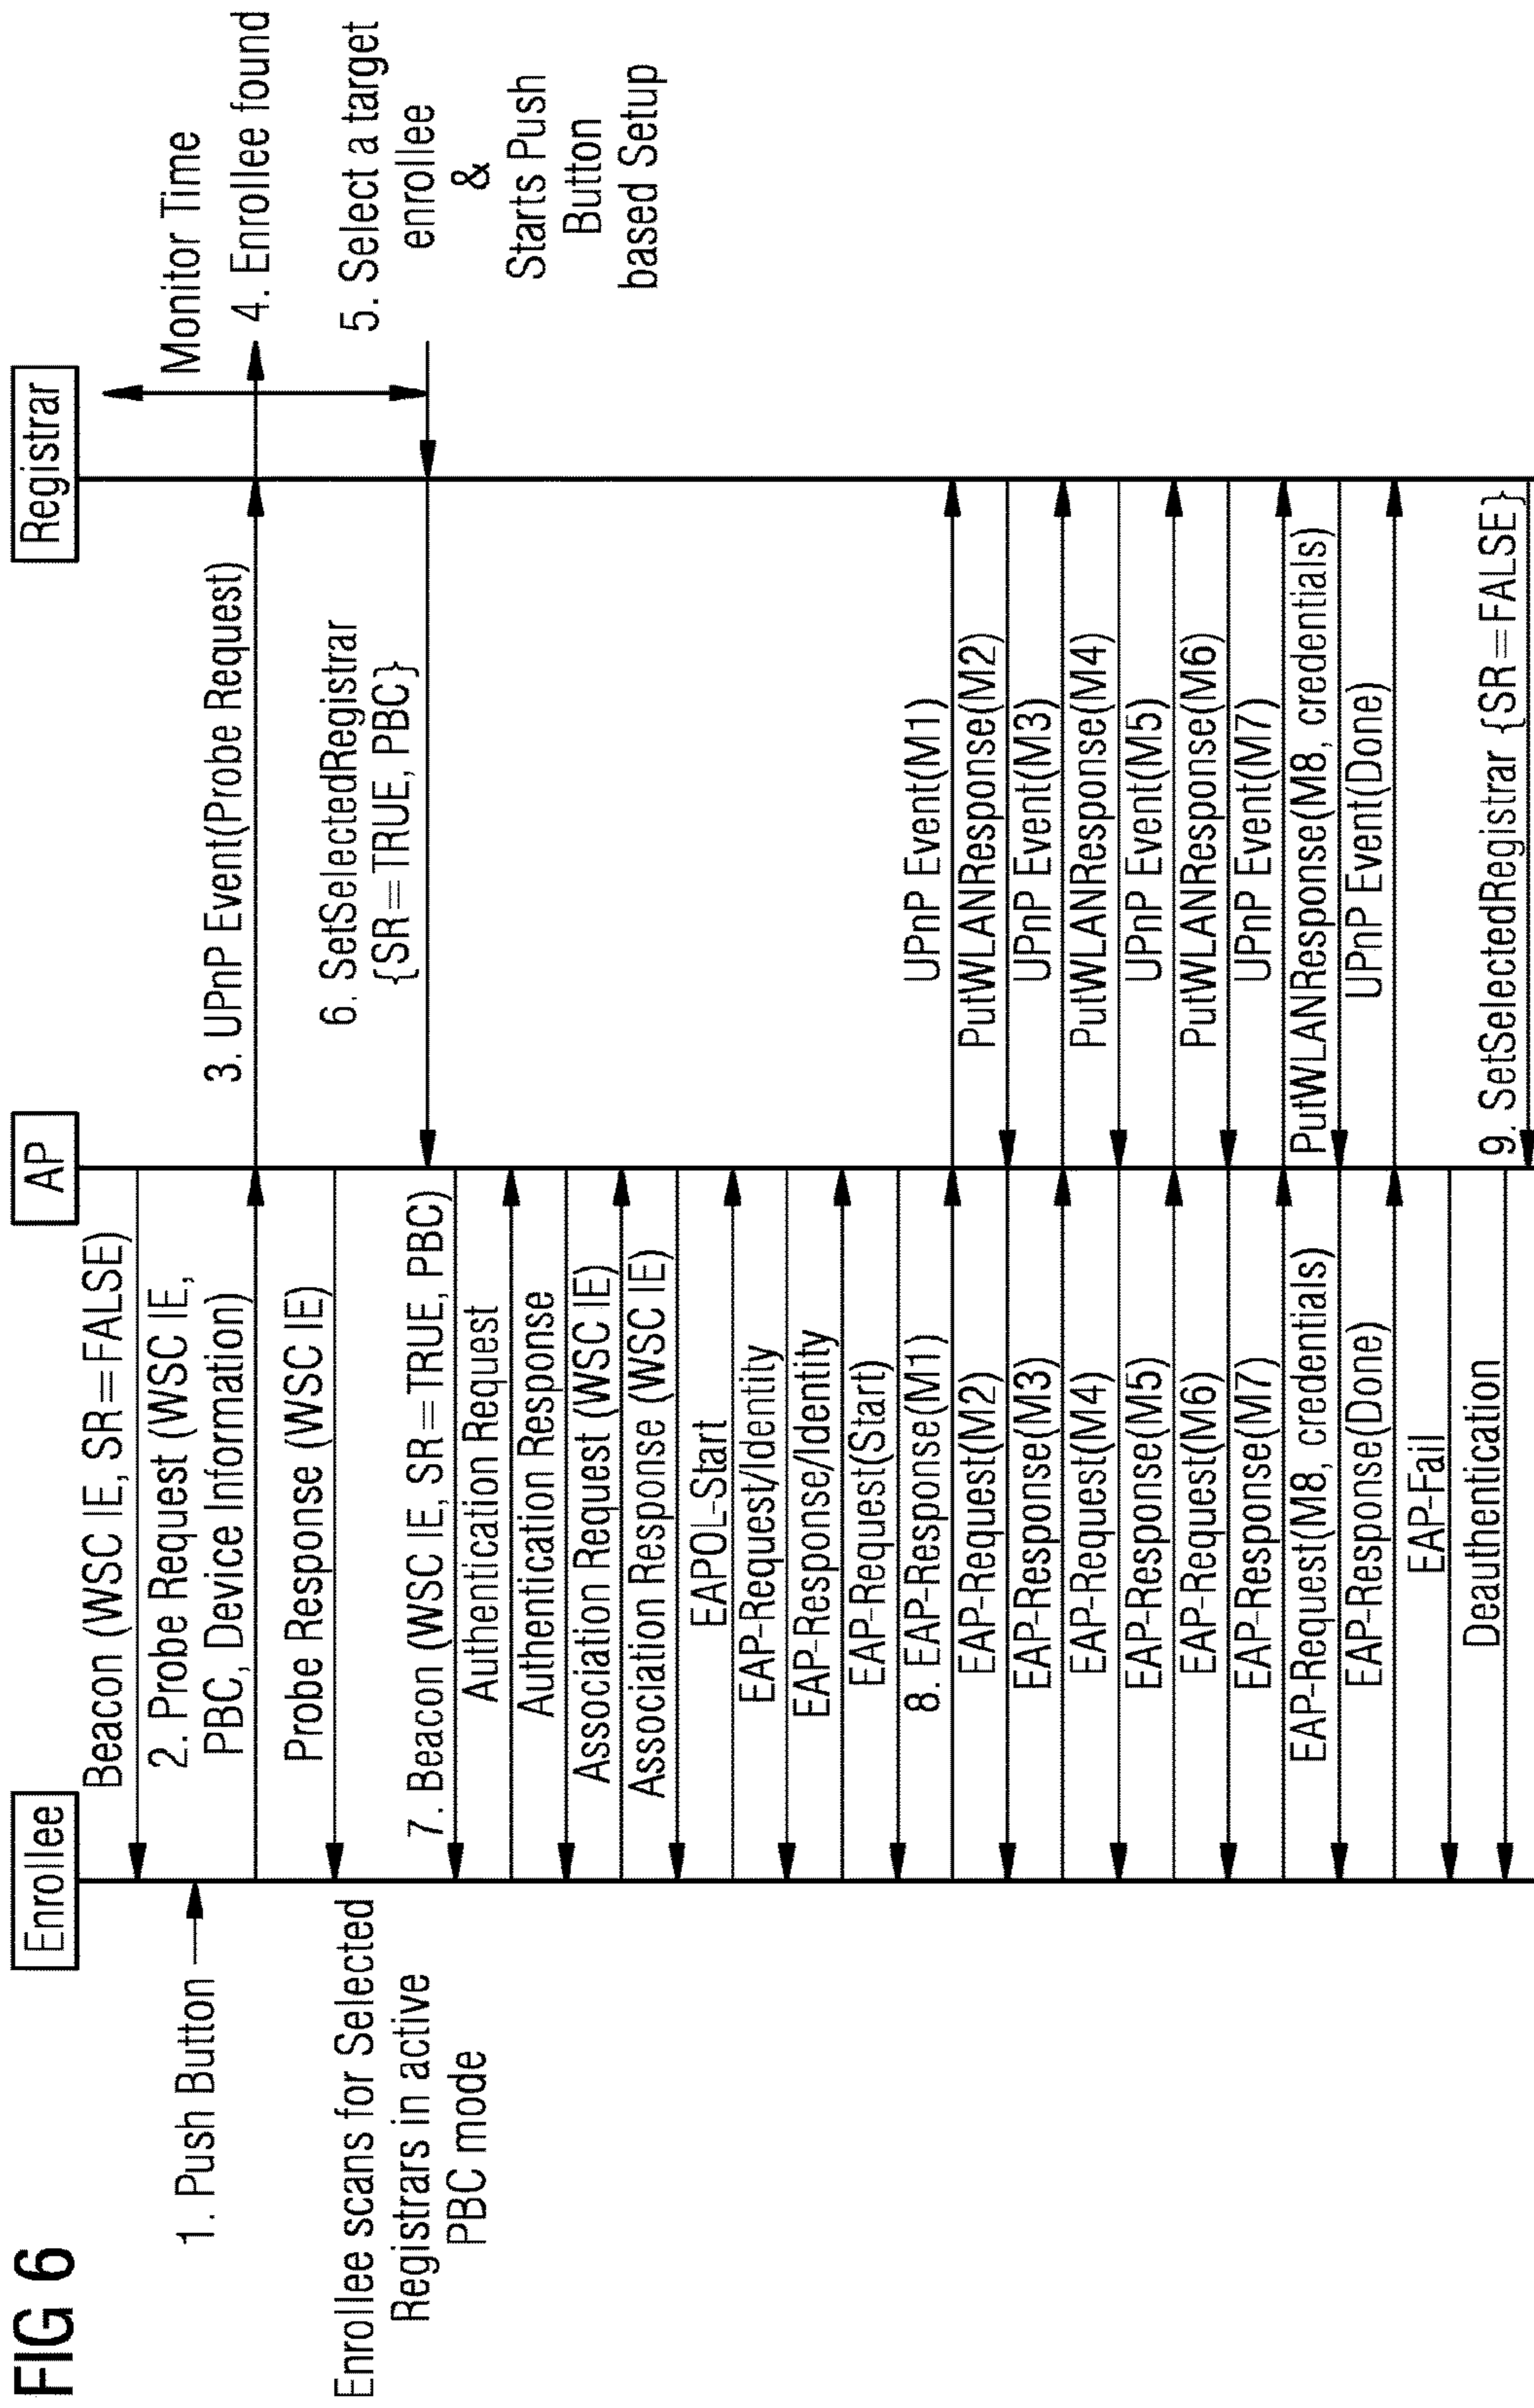 FIG 6
Enrollee
AP
Registrar
Beacon (WSC IE, SR=FALSE)
Monitor Time
1. Push Button
2. Probe Request (WSC IE,
PBC, Device Information)
3. UPnP Event(Probe Request)
4. Enrollee found
Probe Response (WSC IE)
Enrollee scans for Selected
Registrars in active
PBC mode
5. Select a target
enrollee
&
Starts Push
Button
based Setup
6. SetSelectedRegistrar
{SR=TRUE, PBC}
7. Beacon (WSC IE, SR=TRUE, PBC)
Authentication Request
Authentication Response
Association Request (WSC IE)
Association Response (WSC IE)
EAPOL-Start
EAP-Request/Identity
EAP-Response/Identity
EAP-Request(Start)
8. EAP-Response(M1)
UPnP Event(M1)
EAP-Request(M2)
PutWLANResponse(M2)
EAP-Response(M3)
UPnP Event(M3)
EAP-Request(M4)
PutWLANResponse(M4)
EAP-Response(M5)
UPnP Event(M5)
EAP-Request(M6)
PutWLANResponse(M6)
EAP-Response(M7)
UPnP Event(M7)
EAP-Request(M8, credentials)
PutWLANResponse(M8, credentials)
EAP-Response(Done)
UPnP Event(Done)
EAP-Fail
Deauthentication
9. SetSelectedRegistrar {SR=FALSE}